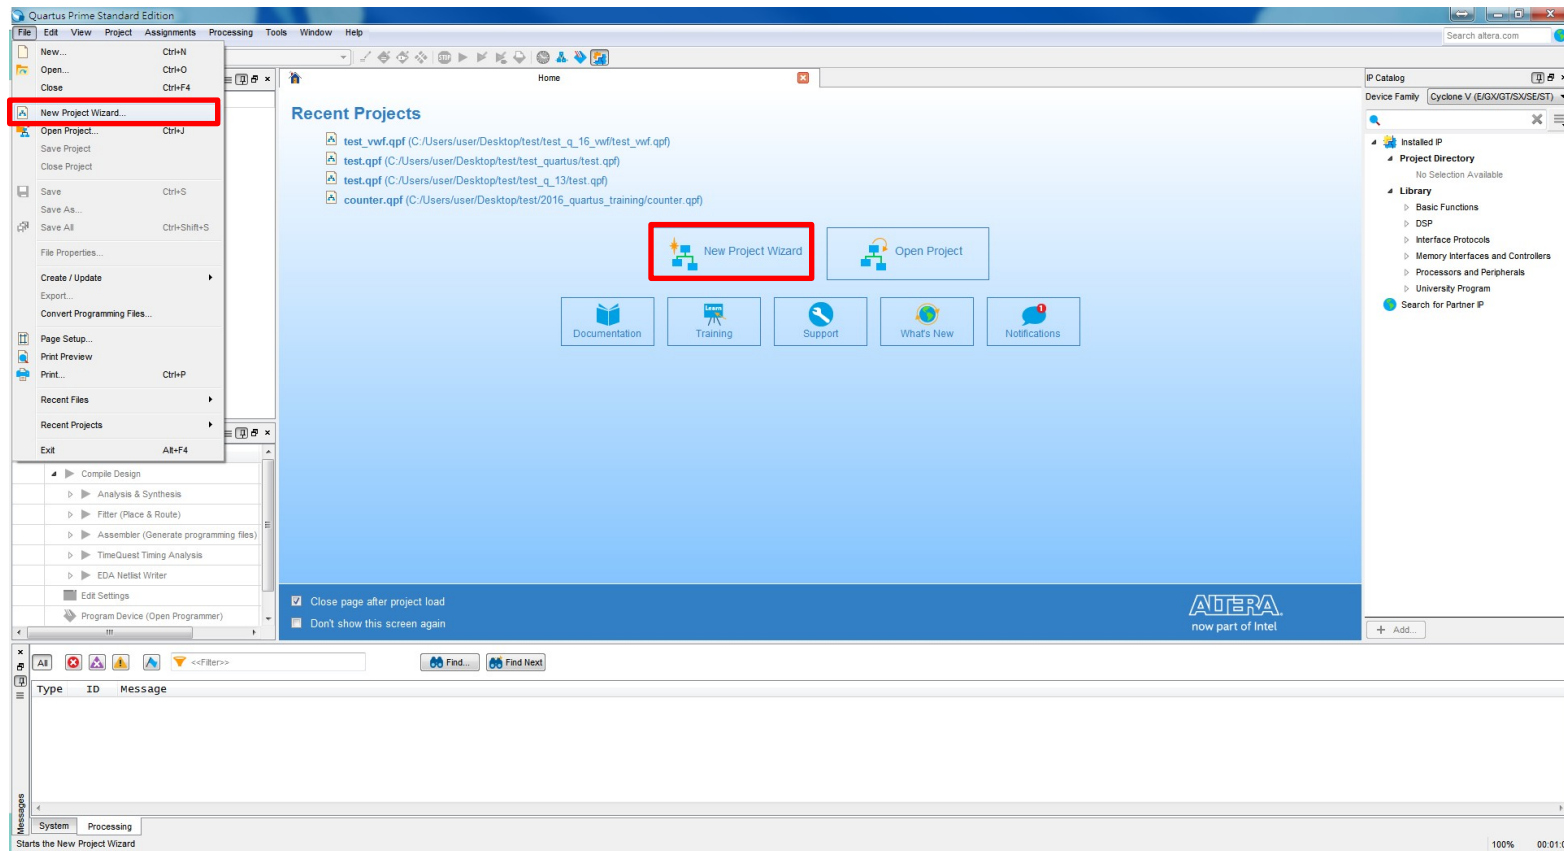 Quartus Prime Standard Edition
File Edit View Project Assignments Processing Tools Window Help
Search altera.com
New... Ctrl+N
Open... Ctrl+O
Close Ctrl+F4
New Project Wizard...
Open Project... Ctrl+J
Save Project
Close Project
Save Ctrl+S
Save As...
Save All Ctrl+Shift+S
File Properties...
Create / Update
Export...
Convert Programming Files...
Page Setup...
Print Preview
Print... Ctrl+P
Recent Files
Recent Projects
Exit Alt+F4
Compile Design
Analysis & Synthesis
Fitter (Place & Route)
Assembler (Generate programming files)
TimeQuest Timing Analysis
EDA Netlist Writer
Edit Settings
Program Device (Open Programmer)
Home
Recent Projects
test_vwf.qpf (C:/Users/user/Desktop/test/test_q_16_vwf/test_vwf.qpf)
test.qpf (C:/Users/user/Desktop/test/test_quartus/test.qpf)
test.qpf (C:/Users/user/Desktop/test/test_q_13/test.qpf)
counter.qpf (C:/Users/user/Desktop/test/2016_quartus_training/counter.qpf)
New Project Wizard
Open Project
Documentation
Learn
Training
Support
What's New
1
Notifications
Close page after project load
Don't show this screen again
ALTERA
now part of Intel
IP Catalog
Device Family Cyclone V (E/GX/GT/SX/SE/ST)
Installed IP
Project Directory
No Selection Available
Library
Basic Functions
DSP
Interface Protocols
Memory Interfaces and Controllers
Processors and Peripherals
University Program
Search for Partner IP
+ Add...
All <<Filter>> Find... Find Next
Type ID Message
Messages
System Processing
Starts the New Project Wizard
100% 00:01:0